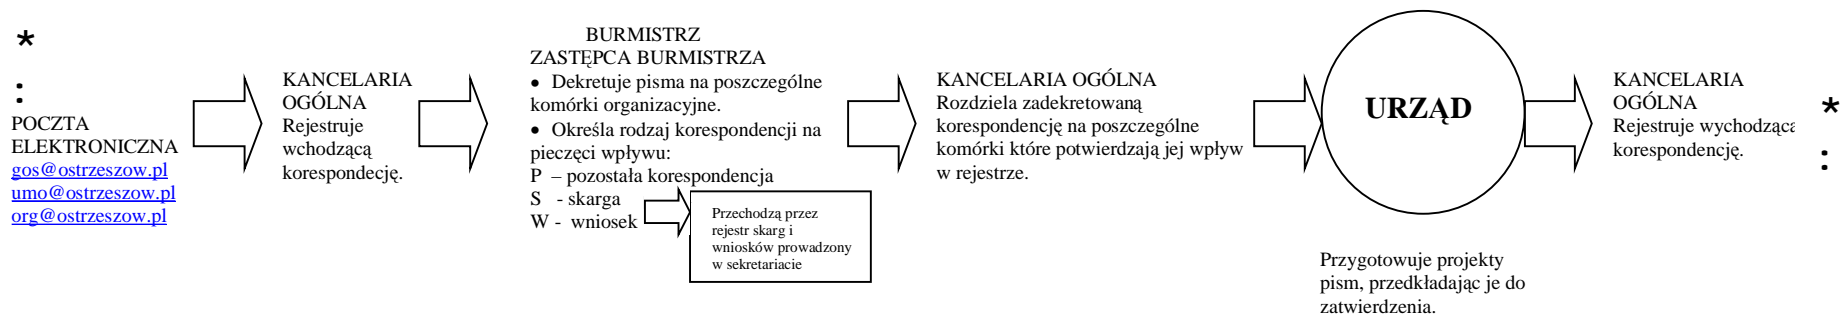 *
:
POCZTA
ELEKTRONICZNA
gos@ostrzeszow.pl
umo@ostrzeszow.pl
org@ostrzeszow.pl
KANCELARIA
OGÓLNA
Rejestruje
wchodzącą
korespondecję.
BURMISTRZ
ZASTĘPCA BURMISTRZA
• Dekretuje pisma na poszczególne
komórki organizacyjne.
• Określa rodzaj korespondencji na
pieczęci wpływu:
P – pozostała korespondencja
S - skarga
W - wniosek
Przechodzą przez
rejestr skarg i
wniosków prowadzony
w sekretariacie
KANCELARIA OGÓLNA
Rozdziela zadekretowaną
korespondencję na poszczególne
komórki które potwierdzają jej wpływ
w rejestrze.
URZĄD
Przygotowuje projekty
pism, przedkładając je do
zatwierdzenia.
KANCELARIA
OGÓLNA
Rejestruje wychodzącą
korespondencję.
*
: